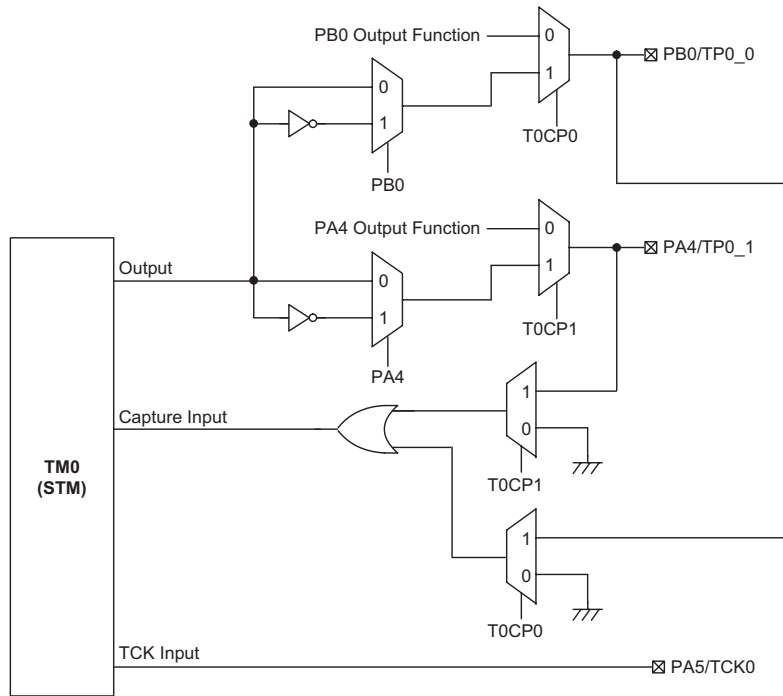 PB0 Output Function
0
1
T0CP0
PB0/TP0_0
0
1
PB0
PA4 Output Function
0
1
T0CP1
PA4/TP0_1
Output
0
1
PA4
Capture Input
1
0
T0CP1
TM0
(STM)
1
0
T0CP0
TCK Input
PA5/TCK0